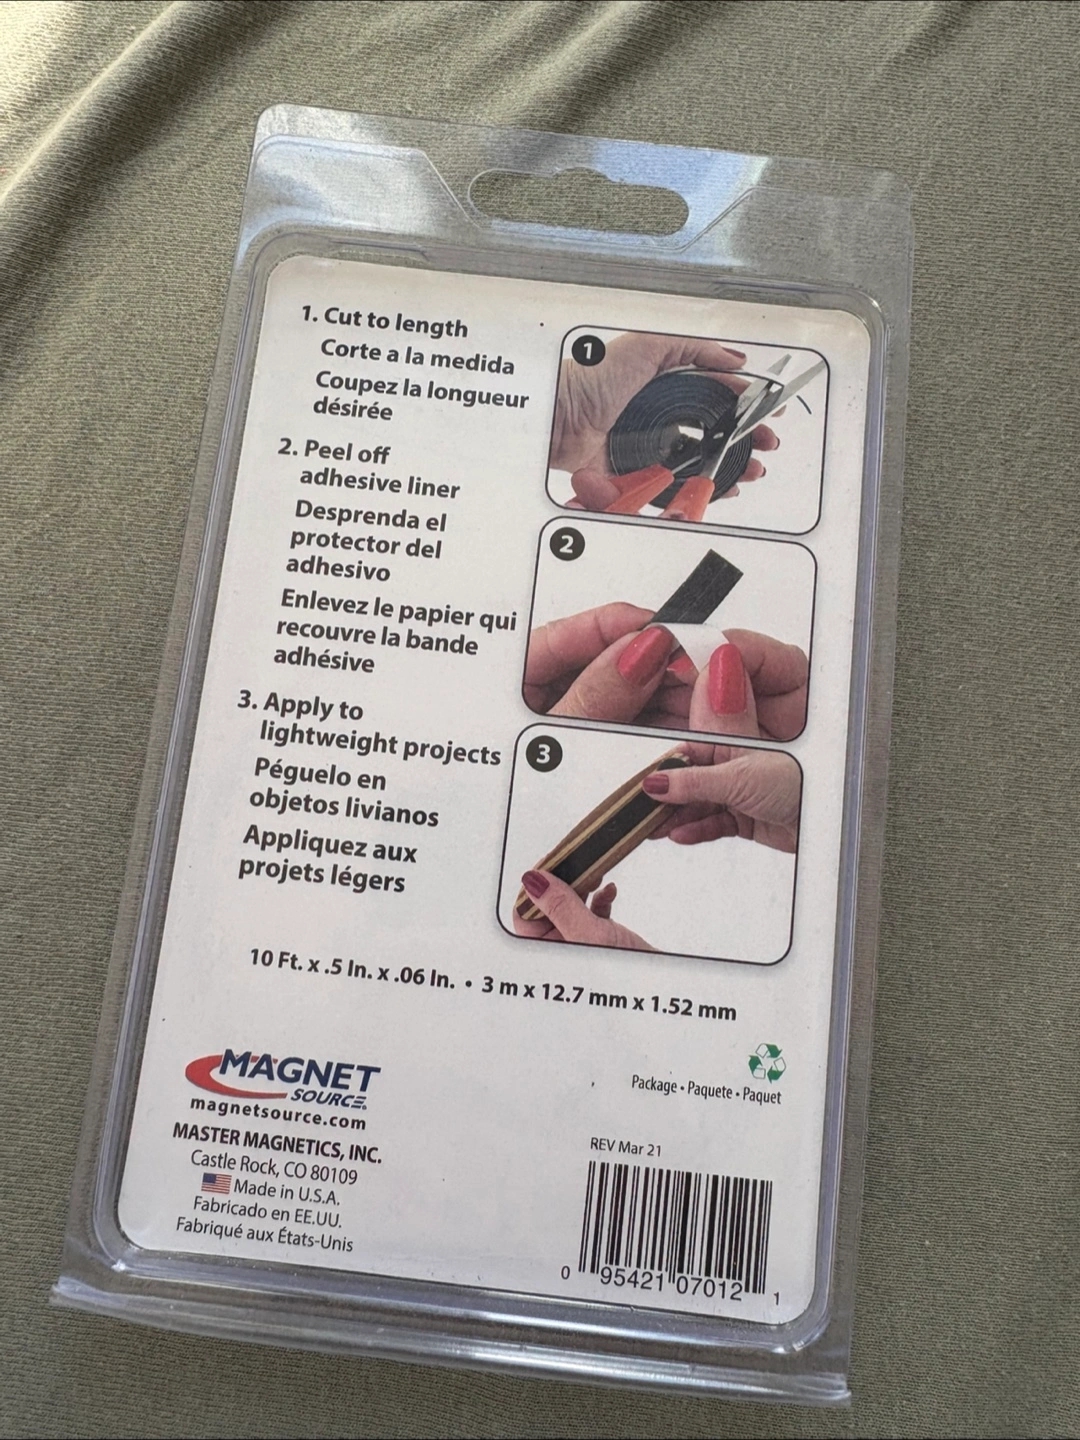 1. Cut to length
Corte a la medida
Coupez la longueur
désirée
2. Peel off
adhesive liner
Desprenda el
protector del
adhesivo
Enlevez le papier qui
recouvre la bande
adhésive
3. Apply to
lightweight projects
Péguelo en
objetos livianos
Appliquez aux
projets légers
1
2
3
10 Ft. x .5 In. x .06 In. • 3 m x 12.7 mm x 1.52 mm
MAGNET
SOURCE®
magnetsource.com
MASTER MAGNETICS, INC.
Castle Rock, CO 80109
Made in U.S.A.
Fabricado en EE.UU.
Fabriqué aux États-Unis
Package • Paquete • Paquet
REV Mar 21
0 95421 07012 1